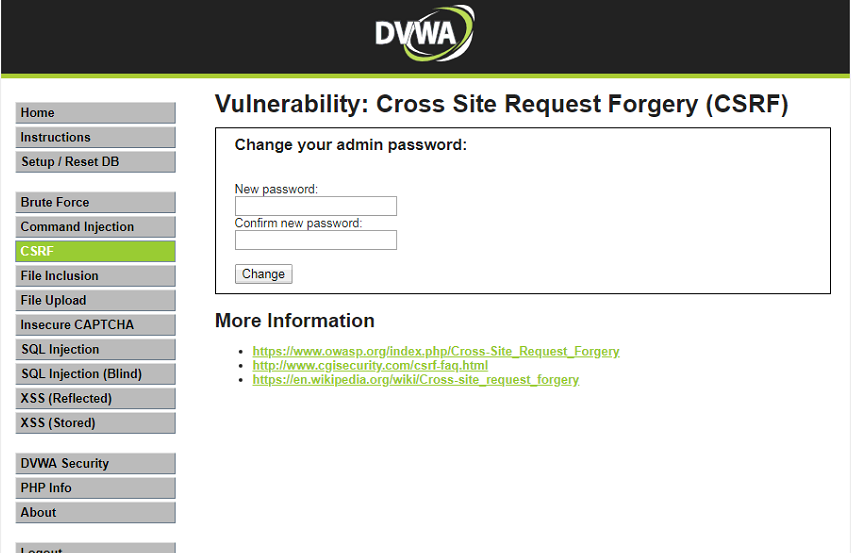 DVWA
Home
Instructions
Setup / Reset DB
Brute Force
Command Injection
CSRF
File Inclusion
File Upload
Insecure CAPTCHA
SQL Injection
SQL Injection (Blind)
XSS (Reflected)
XSS (Stored)
DVWA Security
PHP Info
About
Logout
Vulnerability: Cross Site Request Forgery (CSRF)
Change your admin password:
New password:
Confirm new password:
Change
More Information
https://www.owasp.org/index.php/Cross-Site_Request_Forgery
http://www.cgisecurity.com/csrf-faq.html
https://en.wikipedia.org/wiki/Cross-site_request_forgery